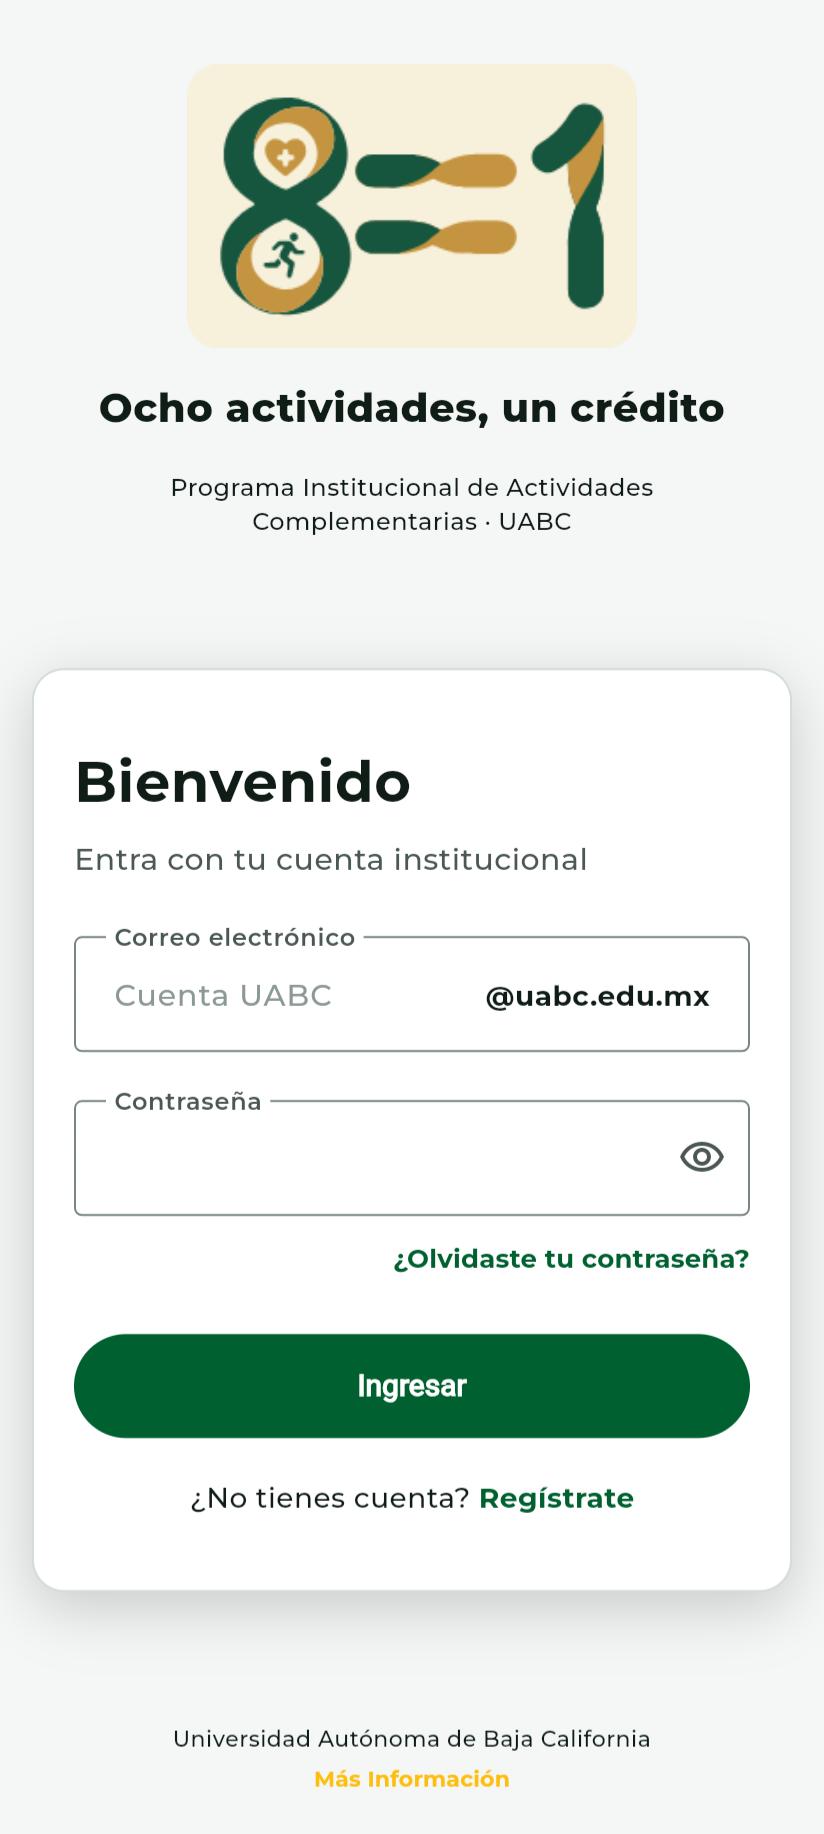 8=1
Ocho actividades, un crédito
Programa Institucional de Actividades
Complementarias · UABC
Bienvenido
Entra con tu cuenta institucional
Correo electrónico
Cuenta UABC @uabc.edu.mx
Contraseña
¿Olvidaste tu contraseña?
Ingresar
¿No tienes cuenta? Regístrate
Universidad Autónoma de Baja California
Más Información